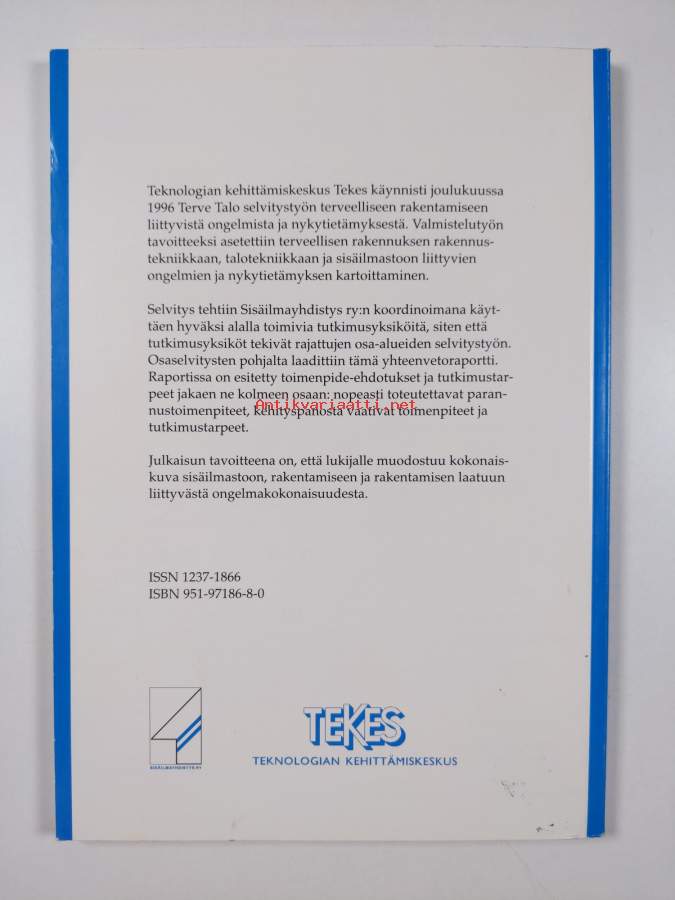 Teknologian kehittämiskeskus Tekes käynnisti joulukuussa
1996 Terve Talo selvitystyön terveelliseen rakentamiseen
liittyvistä ongelmista ja nykytietämyksestä. Valmistelutyön
tavoitteeksi asetettiin terveellisen rakennuksen rakennus-
tekniikkaan, talotekniikkaan ja sisäilmastoon liittyvien
ongelmien ja nykytietämyksen kartoittaminen.
Selvitys tehtiin Sisäilmayhdistys ry:n koordinoimana käyt-
täen hyväksi alalla toimivia tutkimusyksiköitä, siten että
tutkimusyksiköt tekivät rajattujen osa-alueiden selvitystyön.
Osaselvitysten pohjalta laadittiin tämä yhteenvetoraportti.
Raportissa on esitetty toimenpide-ehdotukset ja tutkimustar-
peet jakaen ne kolmeen osaan: nopeasti toteutettavat paran-
Antikvariaatti.net
nustoimenpiteet, kehityspanosta vaativat toimenpiteet ja
tutkimustarpeet.
Julkaisun tavoitteena on, että lukijalle muodostuu kokonais-
kuva sisäilmastoon, rakentamiseen ja rakentamisen laatuun
liittyvästä ongelmakokonaisuudesta.
ISSN 1237-1866
ISBN 951-97186-8-0
SISÄILMAYHDISTYS RY
TEKES
TEKNOLOGIAN KEHITTÄMISKESKUS